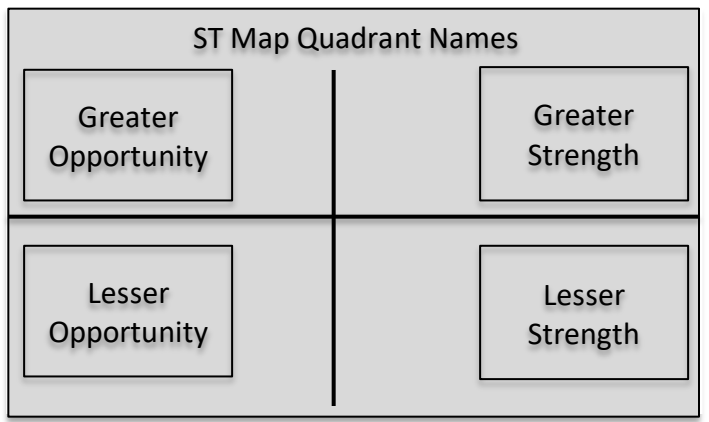 ST Map Quadrant Names
Greater
Opportunity
Greater
Strength
Lesser
Opportunity
Lesser
Strength